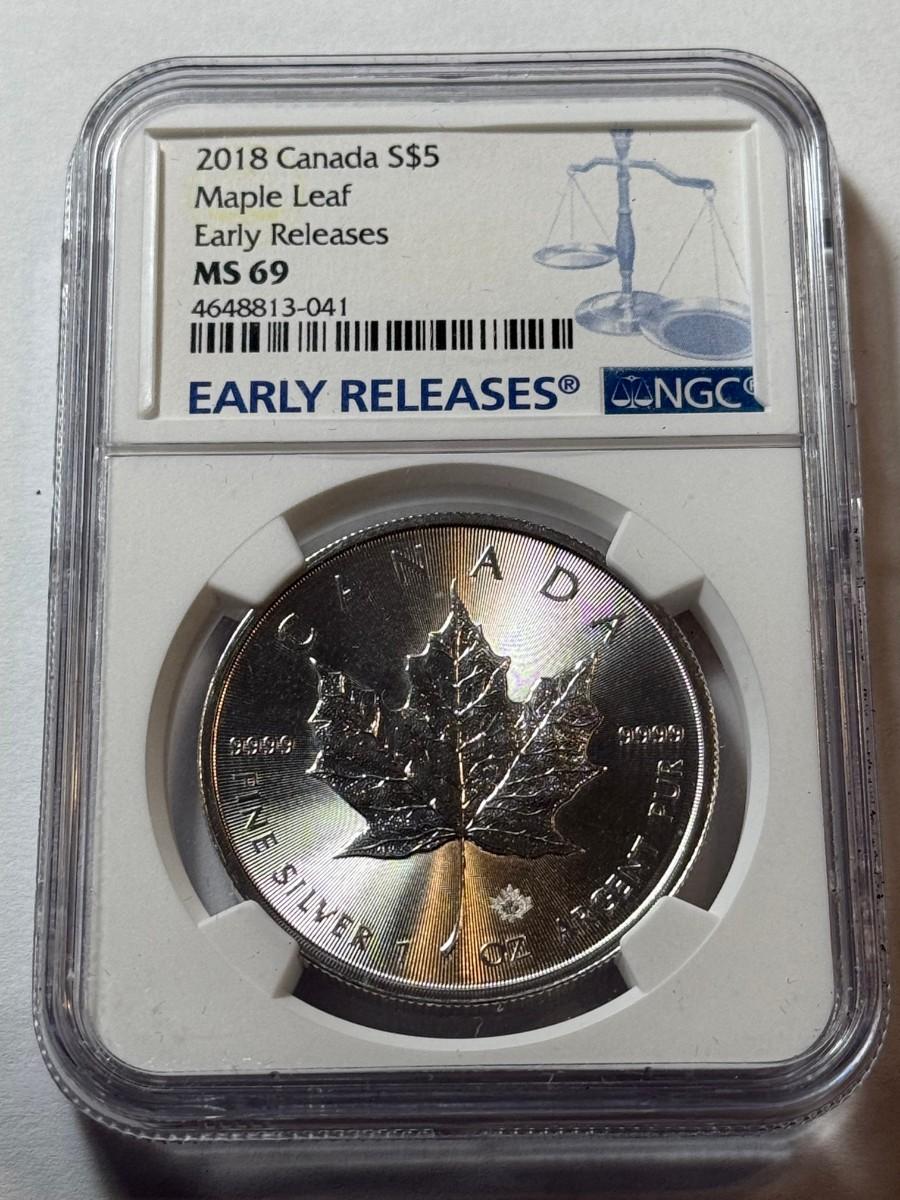 2018 Canada S$5
Maple Leaf
Early Releases
MS 69
4648813-041
EARLY RELEASES®
NGC®
CANADA
9999
9999
FINE SILVER 1 OZ ARGENT PUR